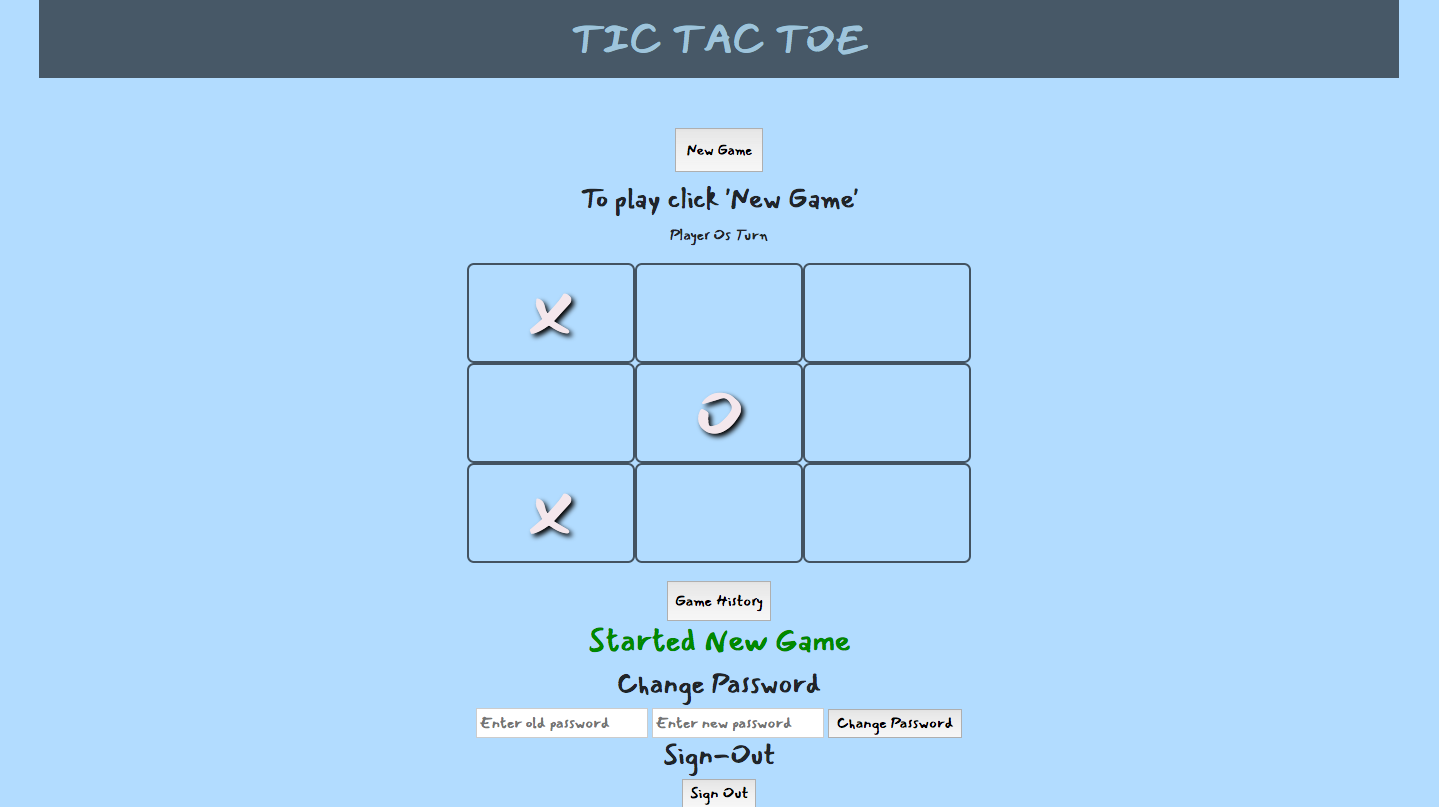 TIC TAC TOE
New Game
To play click 'New Game'
Player Os Turn
X
O
X
Game History
Started New Game
Change Password
Enter old password Enter new password Change Password
Sign-Out
Sign Out